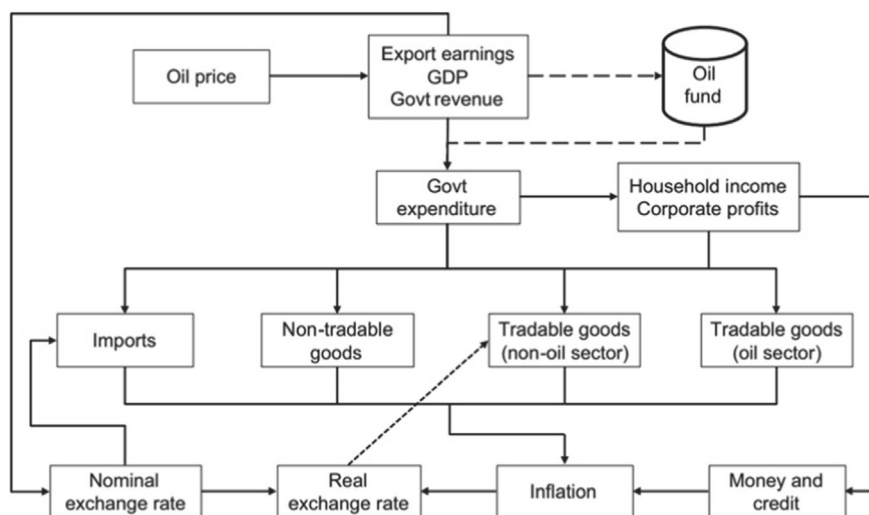 Export earnings
GDP
Govt revenue
Oil price
Oil
fund
Govt
expenditure
Household income
Corporate profits
Imports
Non-tradable
goods
Tradable goods
(non-oil sector)
Tradable goods
(oil sector)
Nominal
exchange rate
Real
exchange rate
Inflation
Money and
credit